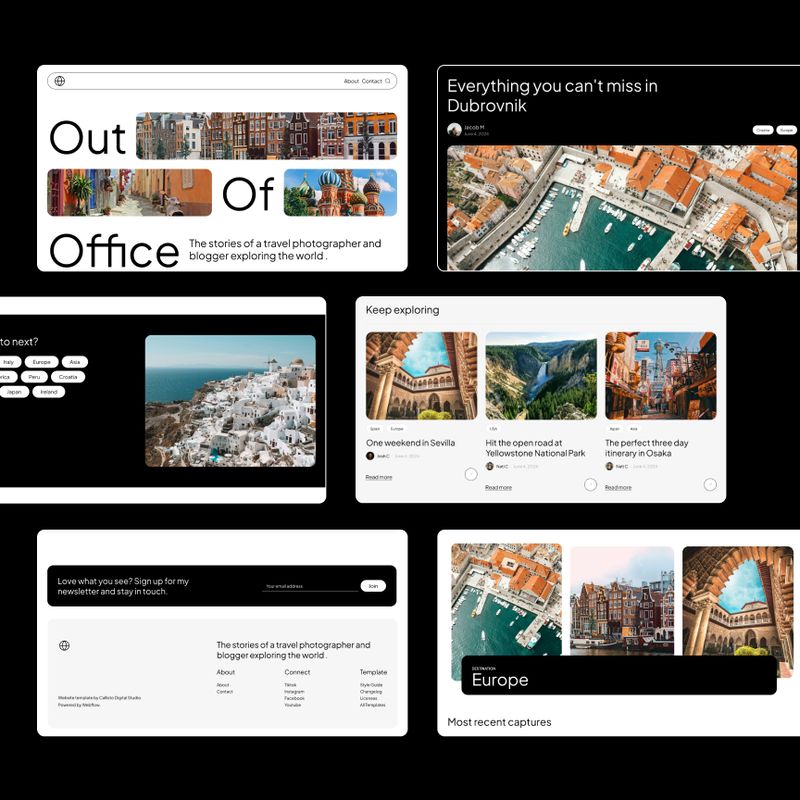 About Contact
Out
Of
Office
The stories of a travel photographer and
blogger exploring the world .
Everything you can't miss in
Dubrovnik
Jacob M
June 4, 2026
Croatia Europe
to next?
Italy Europe Asia
rica Peru Croatia
Japan Ireland
Keep exploring
Spain Europe
One weekend in Sevilla
Josh C June 4, 2026
Read more
USA
Hit the open road at
Yellowstone National Park
Nati C June 4, 2026
Read more
Japan Asia
The perfect three day
itinerary in Osaka
Nati C June 4, 2026
Read more
Love what you see? Sign up for my
newsletter and stay in touch.
Your email address
Join
The stories of a travel photographer and
blogger exploring the world .
About
About
Contact
Connect
Tiktok
Instagram
Facebook
Youtube
Template
Style Guide
Changelog
Licenses
All Templates
Website template by Callisto Digital Studio
Powered by Webflow.
DESTINATION
Europe
Most recent captures